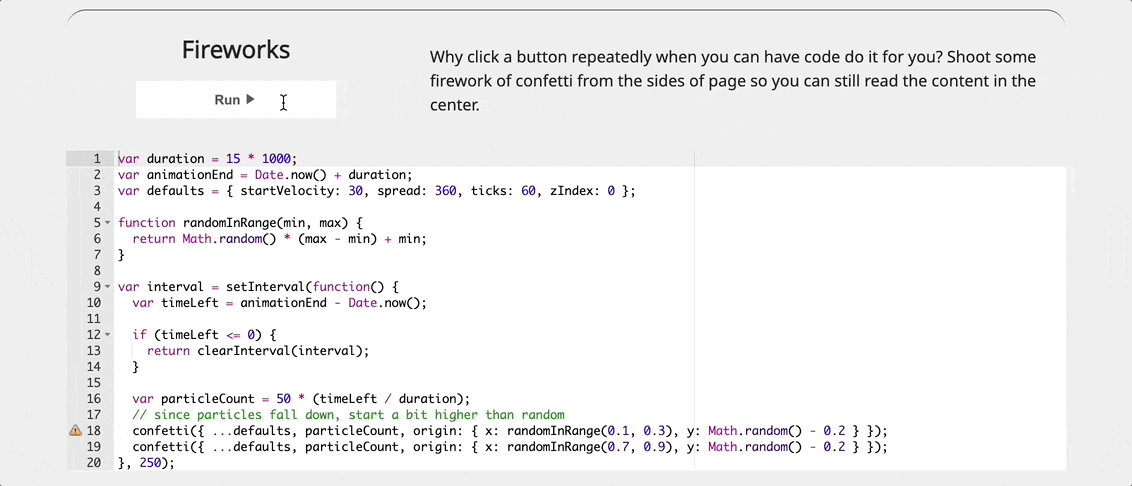 Fireworks
Run
Why click a button repeatedly when you can have code do it for you? Shoot some
firework of confetti from the sides of page so you can still read the content in the
center.
1 var duration = 15 * 1000;
2 var animationEnd = Date.now() + duration;
3 var defaults = { startVelocity: 30, spread: 360, ticks: 60, zIndex: 0 };
4
5 function randomInRange(min, max) {
6   return Math.random() * (max - min) + min;
7 }
8
9 var interval = setInterval(function() {
10   var timeLeft = animationEnd - Date.now();
11
12   if (timeLeft <= 0) {
13     return clearInterval(interval);
14   }
15
16   var particleCount = 50 * (timeLeft / duration);
17   // since particles fall down, start a bit higher than random
18   confetti({ ...defaults, particleCount, origin: { x: randomInRange(0.1, 0.3), y: Math.random() - 0.2 } });
19   confetti({ ...defaults, particleCount, origin: { x: randomInRange(0.7, 0.9), y: Math.random() - 0.2 } });
20 }, 250);